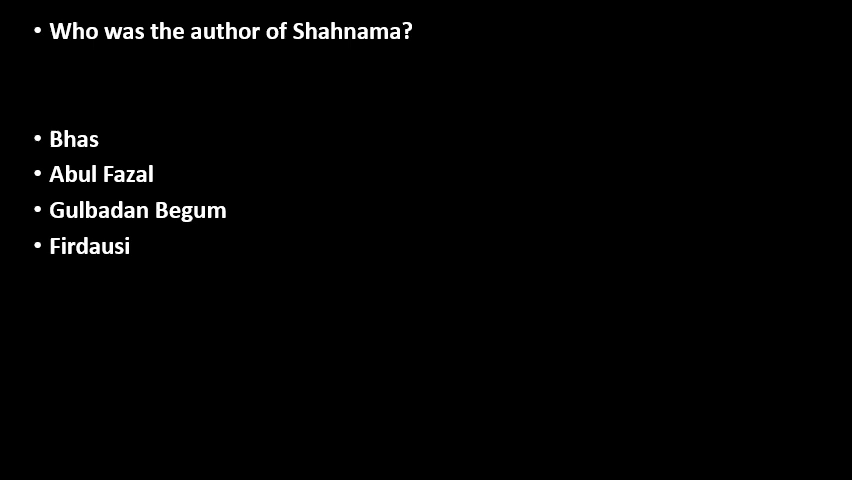 • Who was the author of Shahnama?
• Bhas
• Abul Fazal
• Gulbadan Begum
• Firdausi